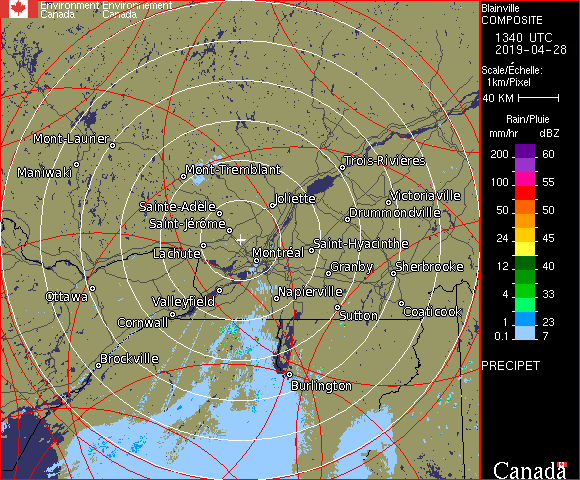 Environment Environnement
Canada Canada
Blainville
COMPOSITE
1340 UTC
2019-04-28
Scale/Échelle:
1km/Pixel
40 KM
Rain/Pluie
mm/hr dBZ
200 60
100 55
50 50
24 45
12 40
4 33
1 23
0.1 7
PRECIPET
Mont-Laurier
Maniwaki
Mont-Tremblant
Trois-Rivières
Joliette
Victoriaville
Sainte-Adèle
Drummondville
Saint-Jérôme
Saint-Hyacinthe
Lachute
Montréal
Granby
Sherbrooke
Ottawa
Napierville
Valleyfield
Sutton
Coaticook
Cornwall
Brockville
Burlington
Canada